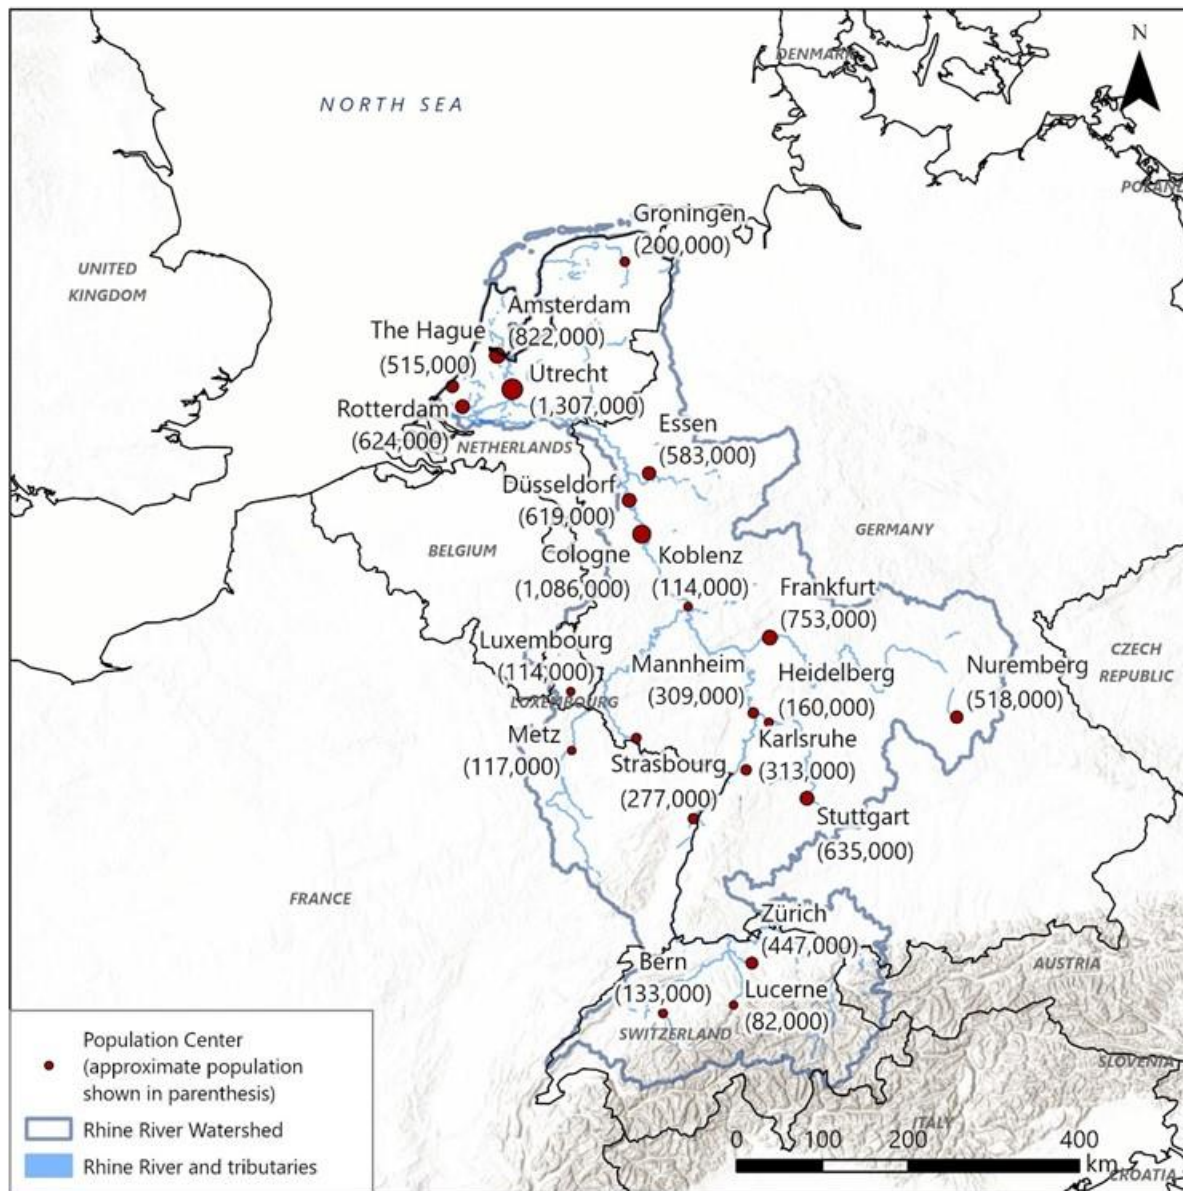 N
DENMARK
NORTH SEA
POLAND
Groningen
(200,000)
UNITED
KINGDOM
Amsterdam
(822,000)
The Hague
(515,000)
Utrecht
(1,307,000)
Rotterdam
(624,000)
NETHERLANDS
Essen
(583,000)
Düsseldorf
(619,000)
GERMANY
BELGIUM
Cologne
(1,086,000)
Koblenz
(114,000)
Frankfurt
(753,000)
Luxembourg
(114,000)
LUXEMBOURG
Mannheim
(309,000)
Heidelberg
(160,000)
Nuremberg
(518,000)
CZECH
REPUBLIC
Metz
(117,000)
Strasbourg
(277,000)
Karlsruhe
(313,000)
Stuttgart
(635,000)
FRANCE
Zürich
(447,000)
Bern
(133,000)
Lucerne
(82,000)
SWITZERLAND
AUSTRIA
SLOVENIA
ITALY
CROATIA
Population Center
(approximate population
shown in parenthesis)
Rhine River Watershed
Rhine River and tributaries
0 100 200 400
km